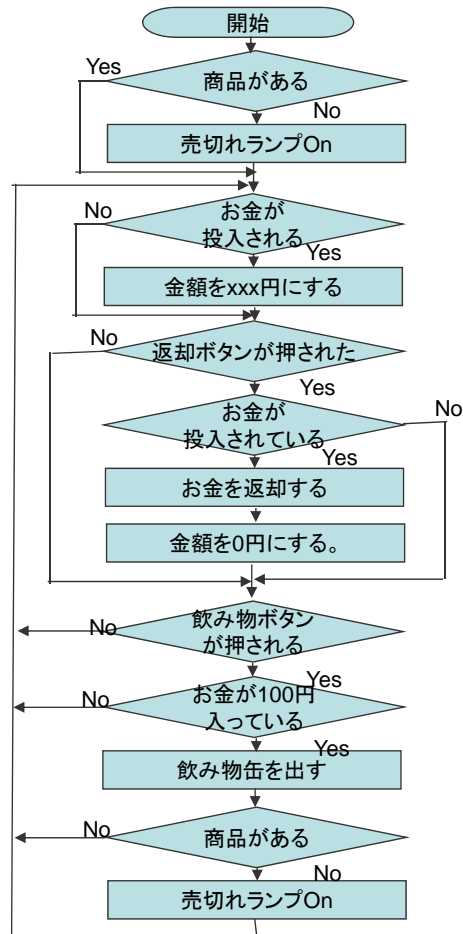 開始
Yes
商品がある
No
売切れランプOn
No
お金が
投入される
Yes
金額をxxx円にする
No
返却ボタンが押された
Yes
お金が
投入されている
No
Yes
お金を返却する
金額を0円にする。
No
飲み物ボタン
が押される
Yes
No
お金が100円
入っている
Yes
飲み物缶を出す
No
商品がある
No
売切れランプOn